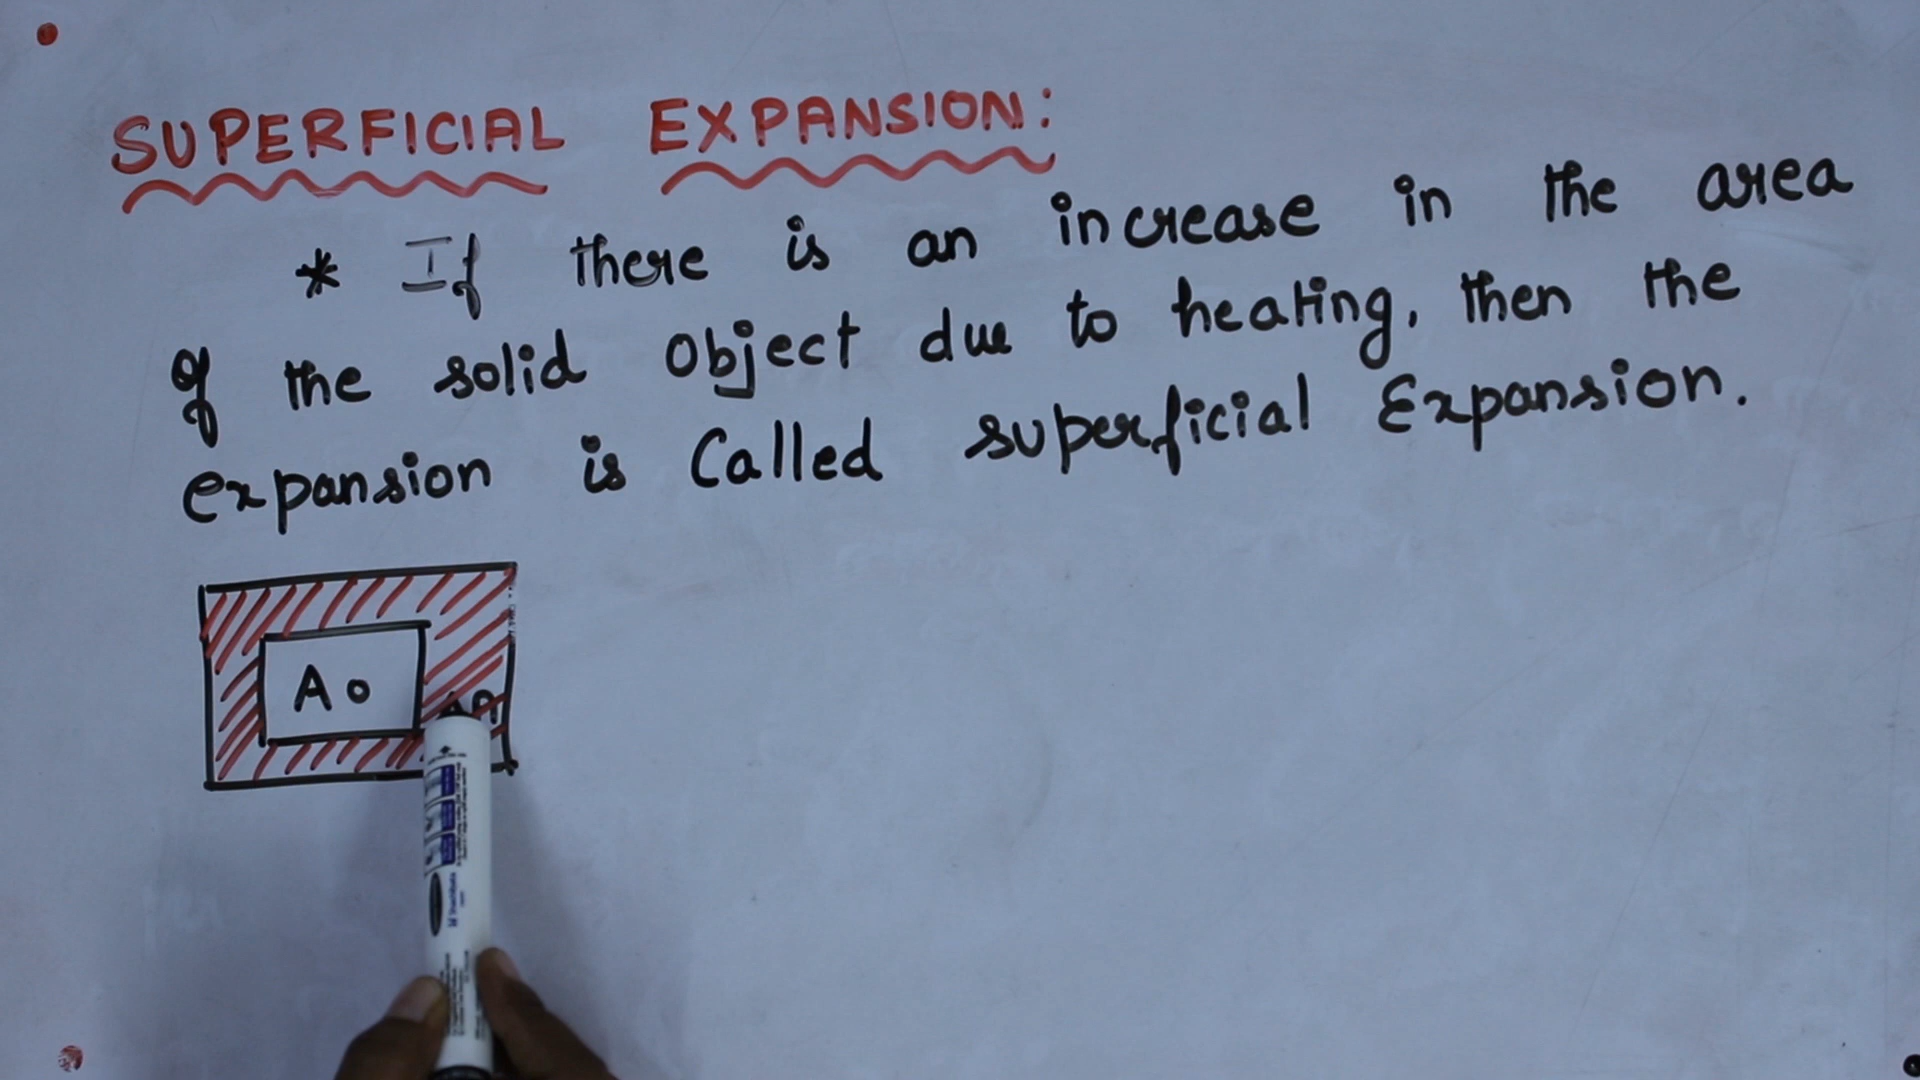 SUPERFICIAL EXPANSION:
* If there is an increase in the area
of the solid object due to heating, then the
expansion is Called superficial Expansion.
A o